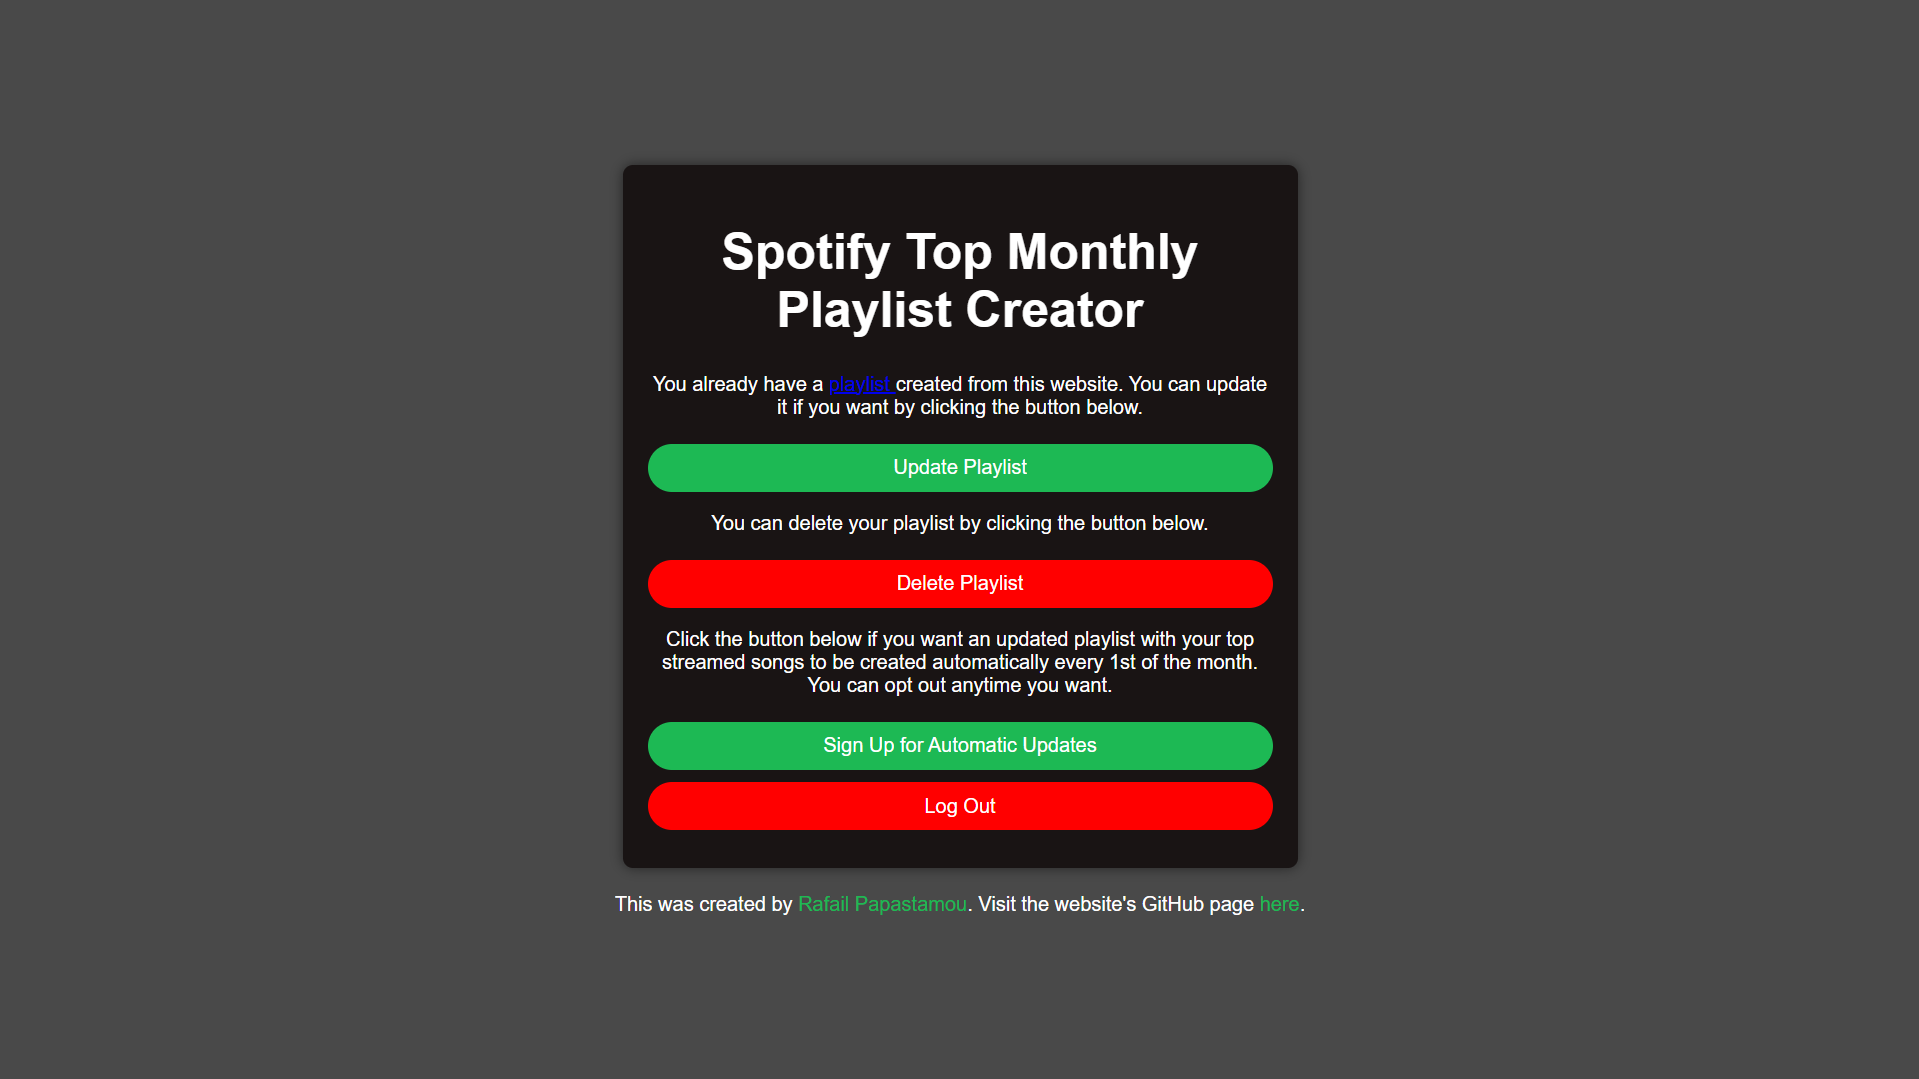 Spotify Top Monthly
Playlist Creator
You already have a playlist created from this website. You can update
it if you want by clicking the button below.
Update Playlist
You can delete your playlist by clicking the button below.
Delete Playlist
Click the button below if you want an updated playlist with your top
streamed songs to be created automatically every 1st of the month.
You can opt out anytime you want.
Sign Up for Automatic Updates
Log Out
This was created by Rafail Papastamou. Visit the website's GitHub page here.